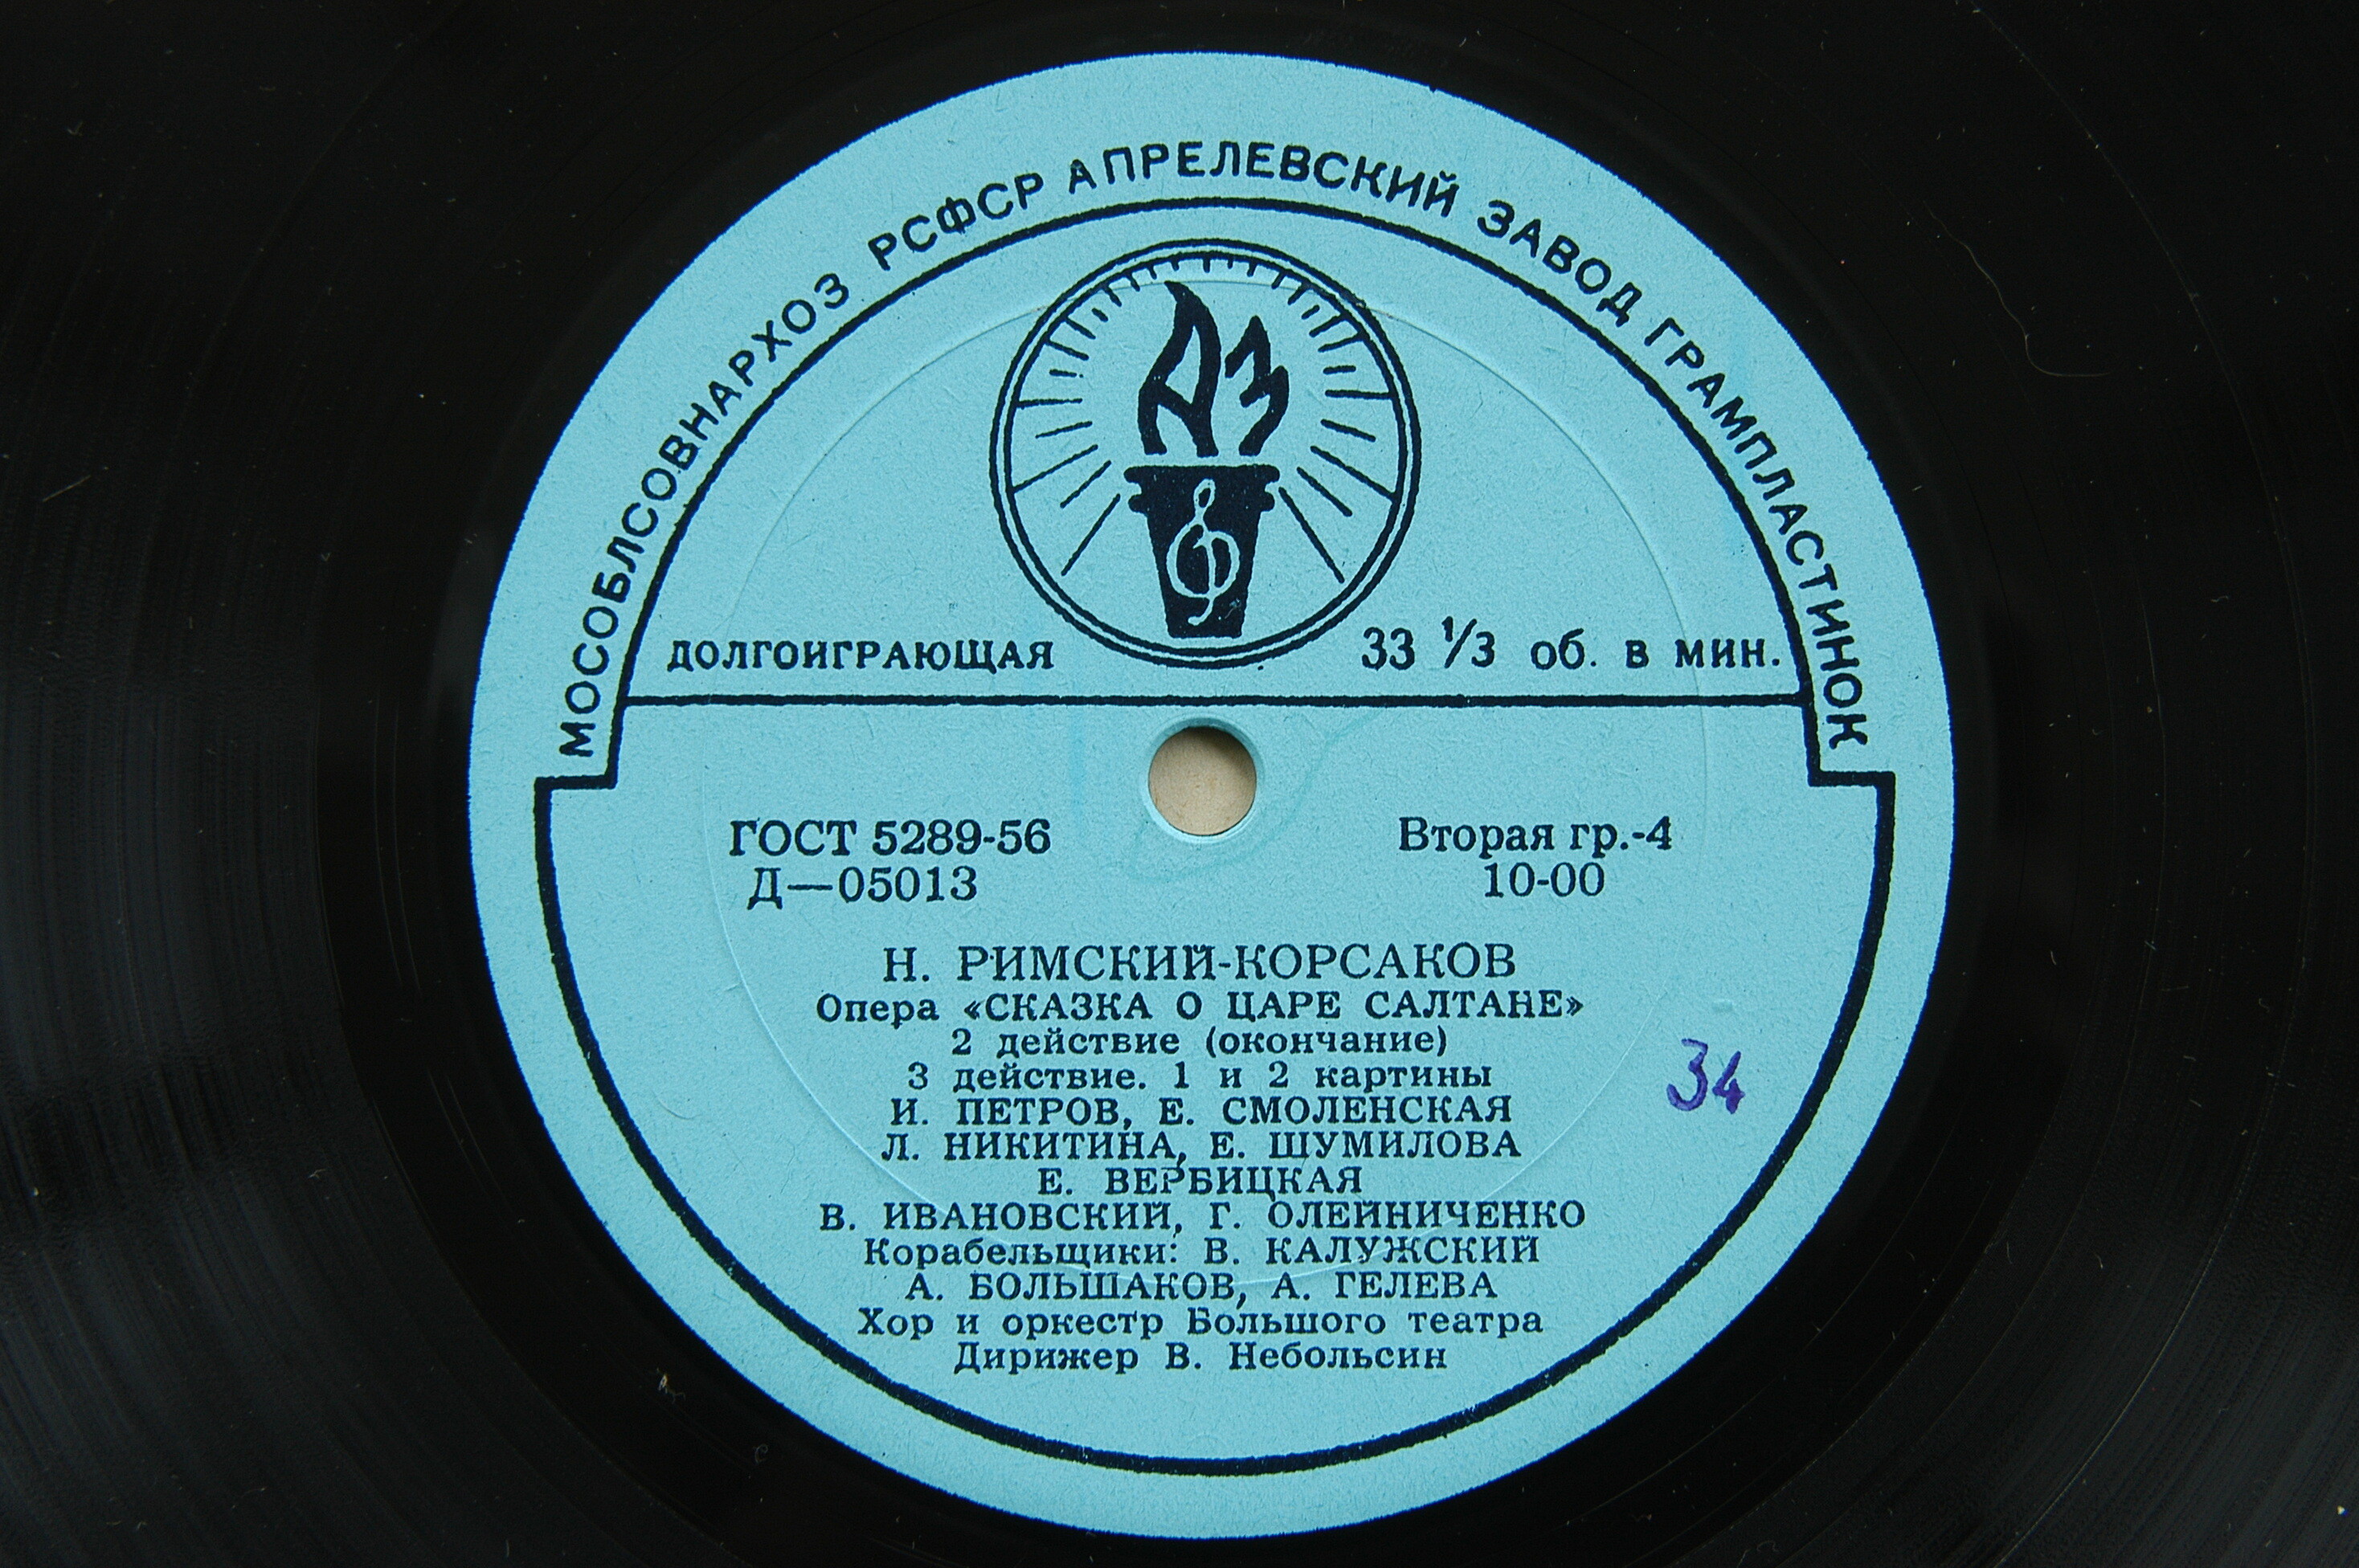 МОСОБЛСОВНАРХОЗ РСФСР АПРЕЛЕВСКИЙ ЗАВОД ГРАМПЛАСТИНОК
АЗ
ДОЛГОИГРАЮЩАЯ 33 1/3 об. в мин.
ГОСТ 5289-56 Вторая гр.-4
Д—05013 10-00
Н. РИМСКИЙ-КОРСАКОВ
Опера «СКАЗКА О ЦАРЕ САЛТАНЕ»
2 действие (окончание)
3 действие. 1 и 2 картины
И. ПЕТРОВ, Е. СМОЛЕНСКАЯ
Л. НИКИТИНА, Е. ШУМИЛОВА
Е. ВЕРБИЦКАЯ
В. ИВАНОВСКИЙ, Г. ОЛЕЙНИЧЕНКО
Корабельщики: В. КАЛУЖСКИЙ
А. БОЛЬШАКОВ, А. ГЕЛЕВА
Хор и оркестр Большого театра
Дирижер В. Небольсин
34